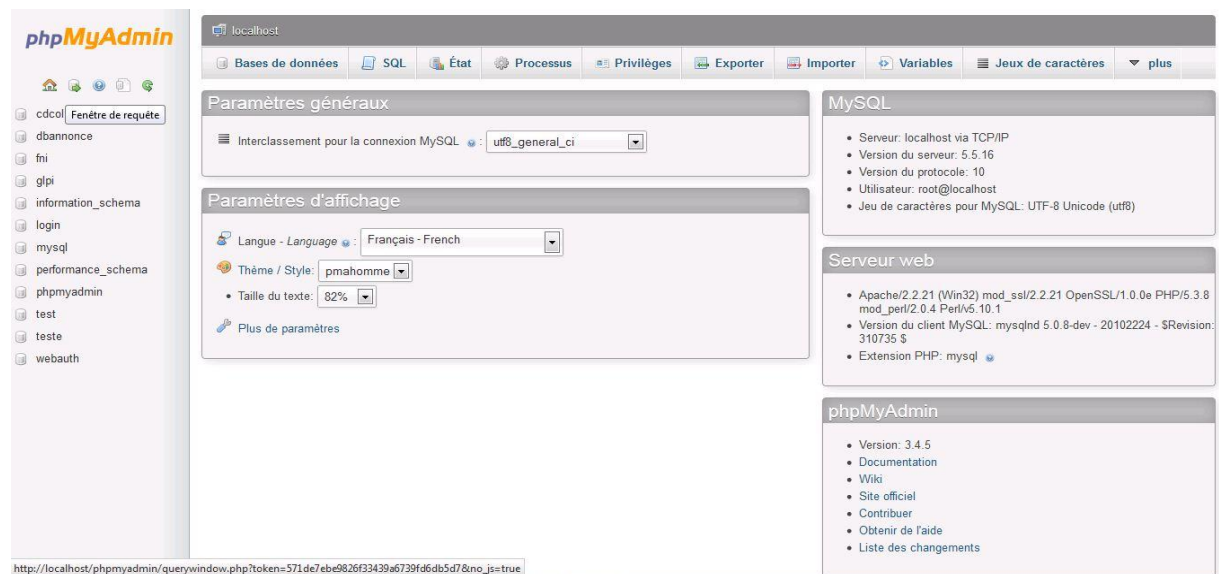 phpMyAdmin
cdcol
Fenêtre de requête
dbannonce
fni
glpi
information_schema
login
mysql
performance_schema
phpmyadmin
test
teste
webauth
localhost
Bases de données
SQL
État
Processus
Privilèges
Exporter
Importer
Variables
Jeux de caractères
plus
Paramètres généraux
Interclassement pour la connexion MySQL : utf8_general_ci
Paramètres d'affichage
Langue - Language : Français - French
Thème / Style: pmahomme
• Taille du texte: 82%
Plus de paramètres
MySQL
• Serveur: localhost via TCP/IP
• Version du serveur: 5.5.16
• Version du protocole: 10
• Utilisateur: root@localhost
• Jeu de caractères pour MySQL: UTF-8 Unicode (utf8)
Serveur web
• Apache/2.2.21 (Win32) mod_ssl/2.2.21 OpenSSL/1.0.0e PHP/5.3.8
mod_perl/2.0.4 Perl/v5.10.1
• Version du client MySQL: mysqlnd 5.0.8-dev - 20102224 - $Revision:
310735 $
• Extension PHP: mysql
phpMyAdmin
• Version: 3.4.5
• Documentation
• Wiki
• Site officiel
• Contribuer
• Obtenir de l'aide
• Liste des changements
http://localhost/phpmyadmin/querywindow.php?token=571de7ebe9826f33439a6739fd6db5d7&no_js=true